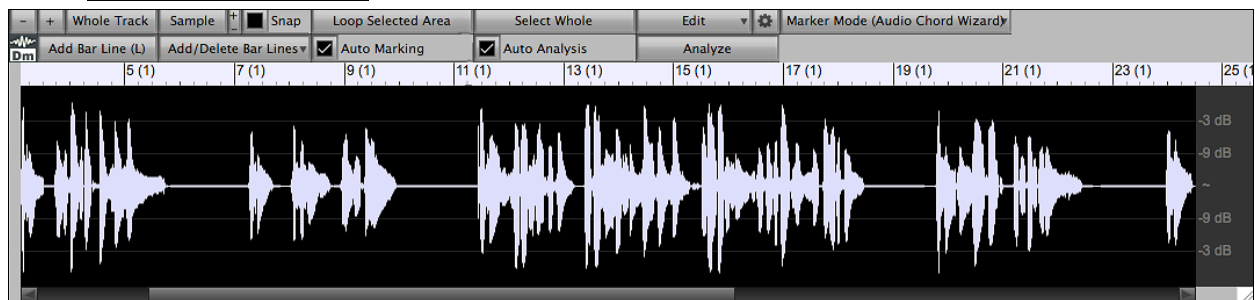 - + Whole Track Sample + - Snap Loop Selected Area Select Whole Edit Marker Mode (Audio Chord Wizard)
Dm Add Bar Line (L) Add/Delete Bar Lines Auto Marking Auto Analysis Analyze
5 (1) 7 (1) 9 (1) 11 (1) 13 (1) 15 (1) 17 (1) 19 (1) 21 (1) 23 (1) 25 (1
-3 dB
-9 dB
~
-9 dB
-3 dB